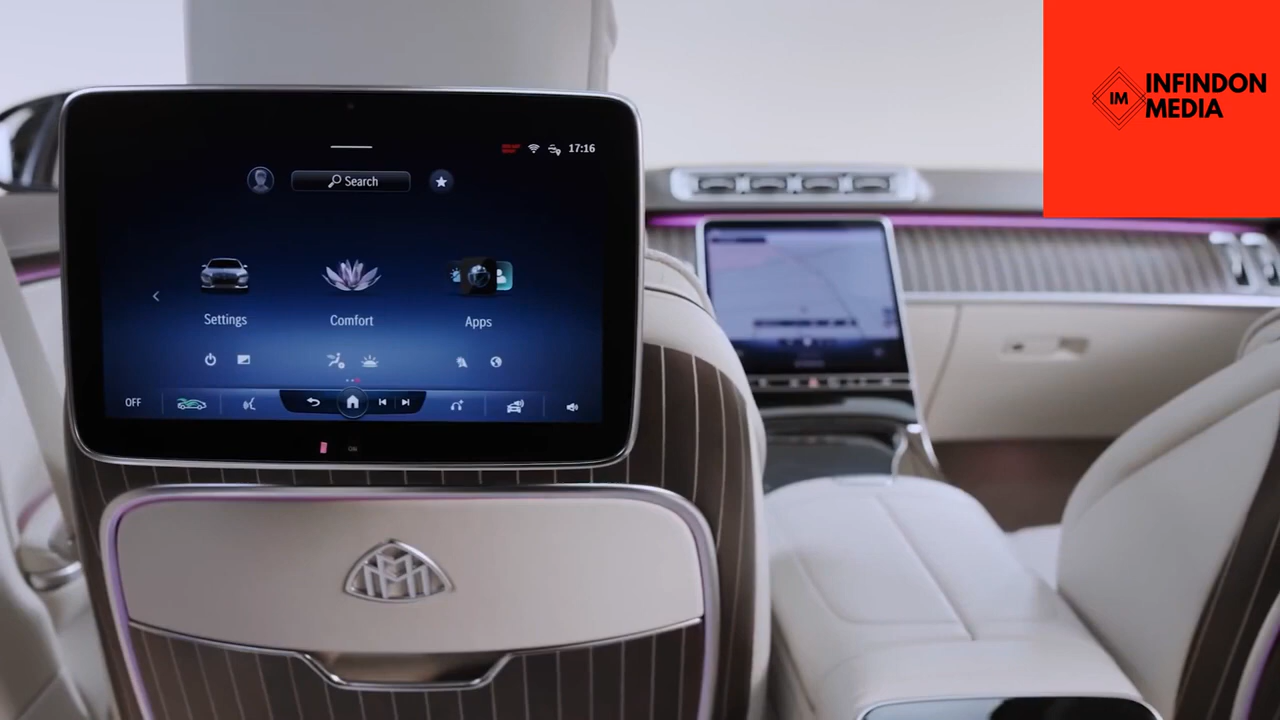 IM
INFINDON
MEDIA
17:16
Search
Settings
Comfort
Apps
OFF